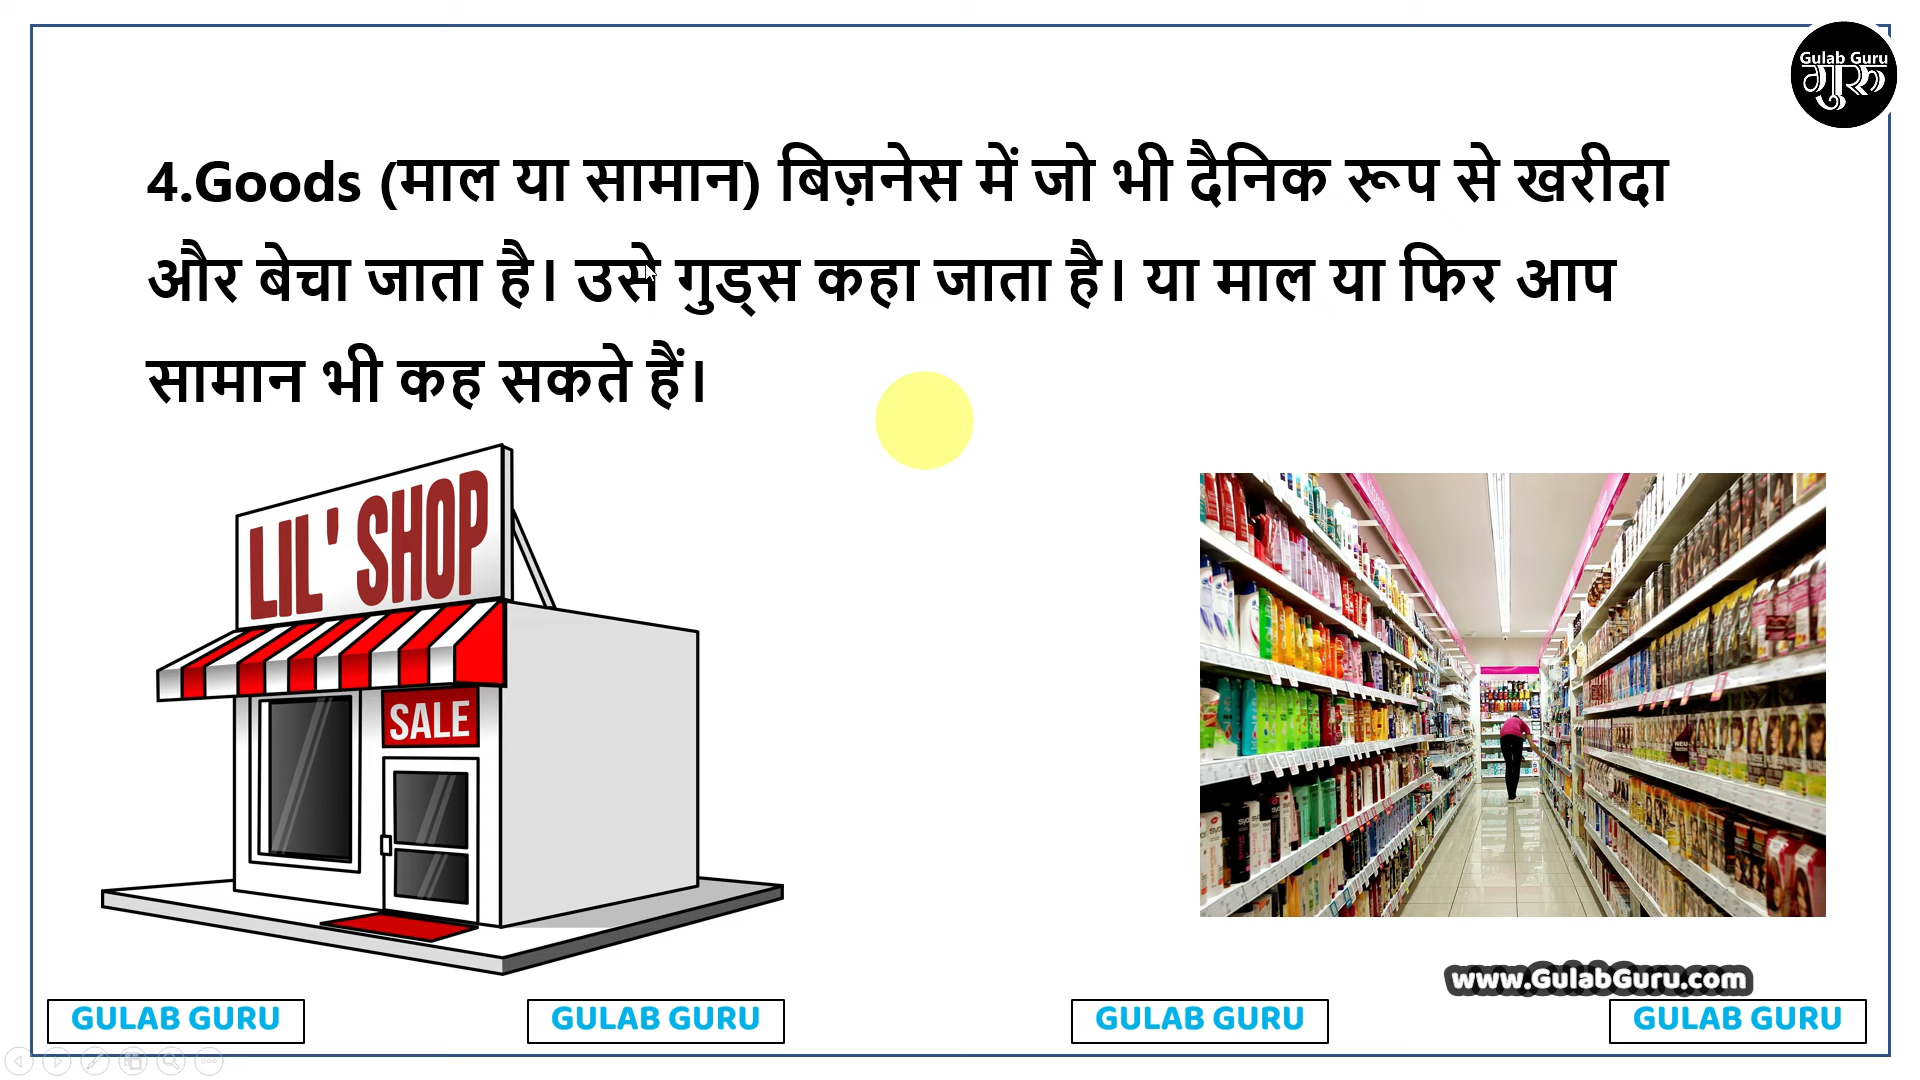 Gulab Guru
गुरु
4.Goods (माल या सामान) बिज़नेस में जो भी दैनिक रूप से खरीदा
और बेचा जाता है। उसे गुड्स कहा जाता है। या माल या फिर आप
सामान भी कह सकते हैं।
LIL' SHOP
SALE
www.GulabGuru.com
GULAB GURU
GULAB GURU
GULAB GURU
GULAB GURU